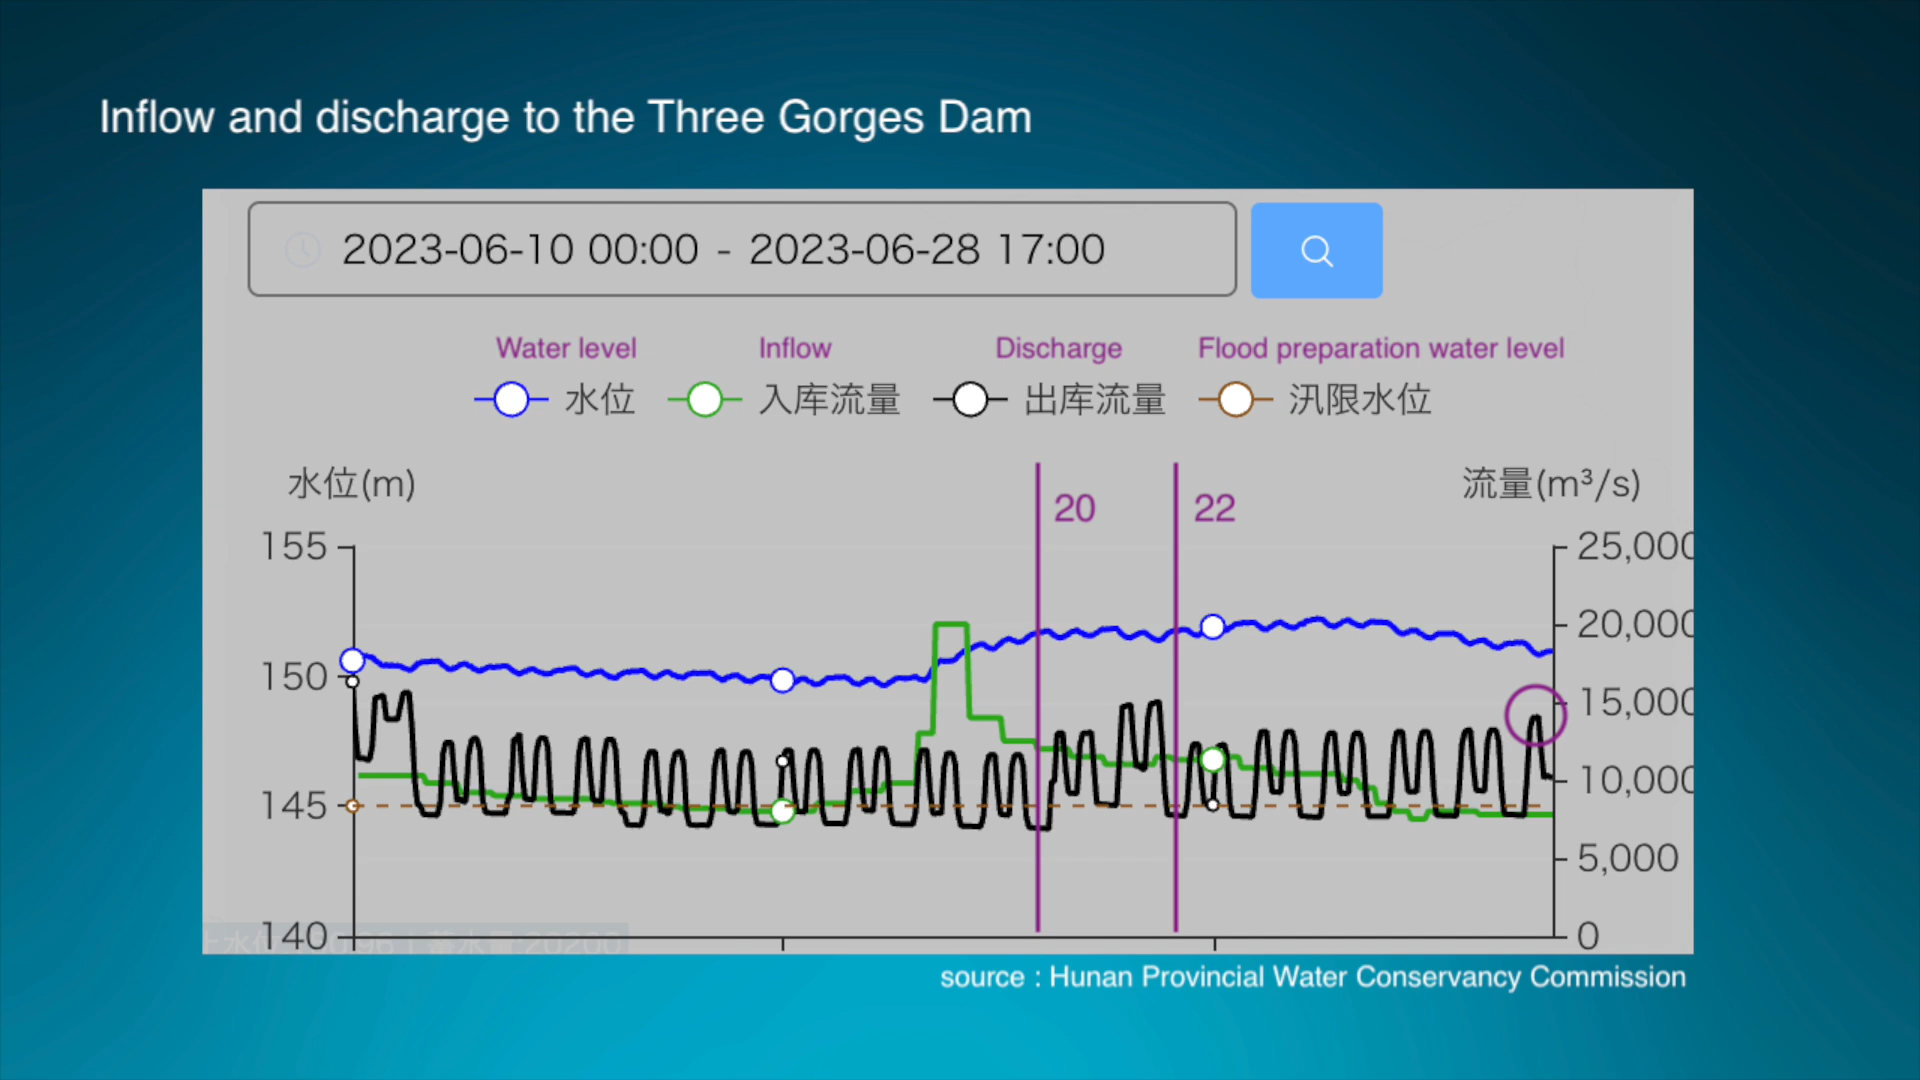 Inflow and discharge to the Three Gorges Dam
2023-06-10 00:00 - 2023-06-28 17:00
Water level Inflow Discharge Flood preparation water level
水位 入库流量 出库流量 汛限水位
水位(m) 流量(m³/s)
20 22
155 25,000
20,000
150
15,000
10,000
145
5,000
140 0
source : Hunan Provincial Water Conservancy Commission